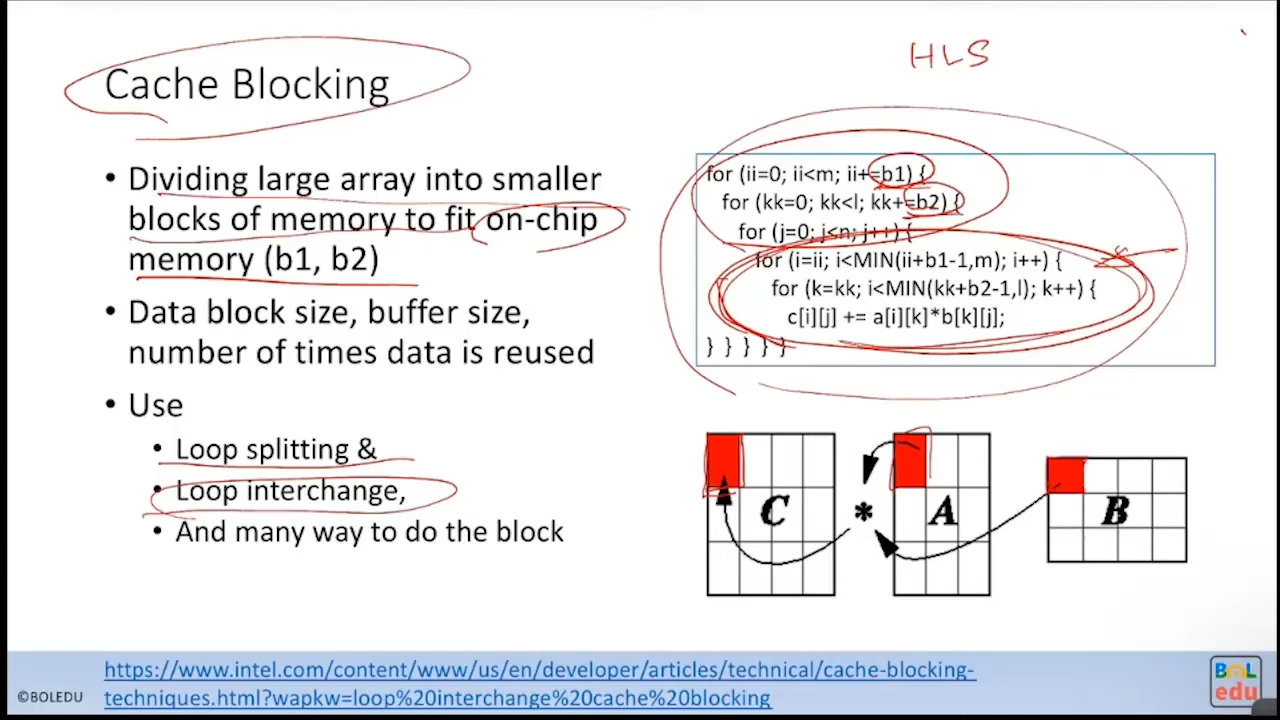 HLS
Cache Blocking
• Dividing large array into smaller
blocks of memory to fit on-chip
memory (b1, b2)
• Data block size, buffer size,
number of times data is reused
• Use
• Loop splitting &
• Loop interchange,
• And many way to do the block
for (ii=0; ii<m; ii+=b1) {
for (kk=0; kk<l; kk+=b2) {
for (j=0; j<n; j++) {
for (i=ii; i<MIN(ii+b1-1,m); i++) {
for (k=kk; i<MIN(kk+b2-1,l); k++) {
c[i][j] += a[i][k]*b[k][j];
} } } } }
C * A B
https://www.intel.com/content/www/us/en/developer/articles/technical/cache-blocking-
techniques.html?wapkw=loop%20interchange%20cache%20blocking
©BOLEDU
BOL
edu